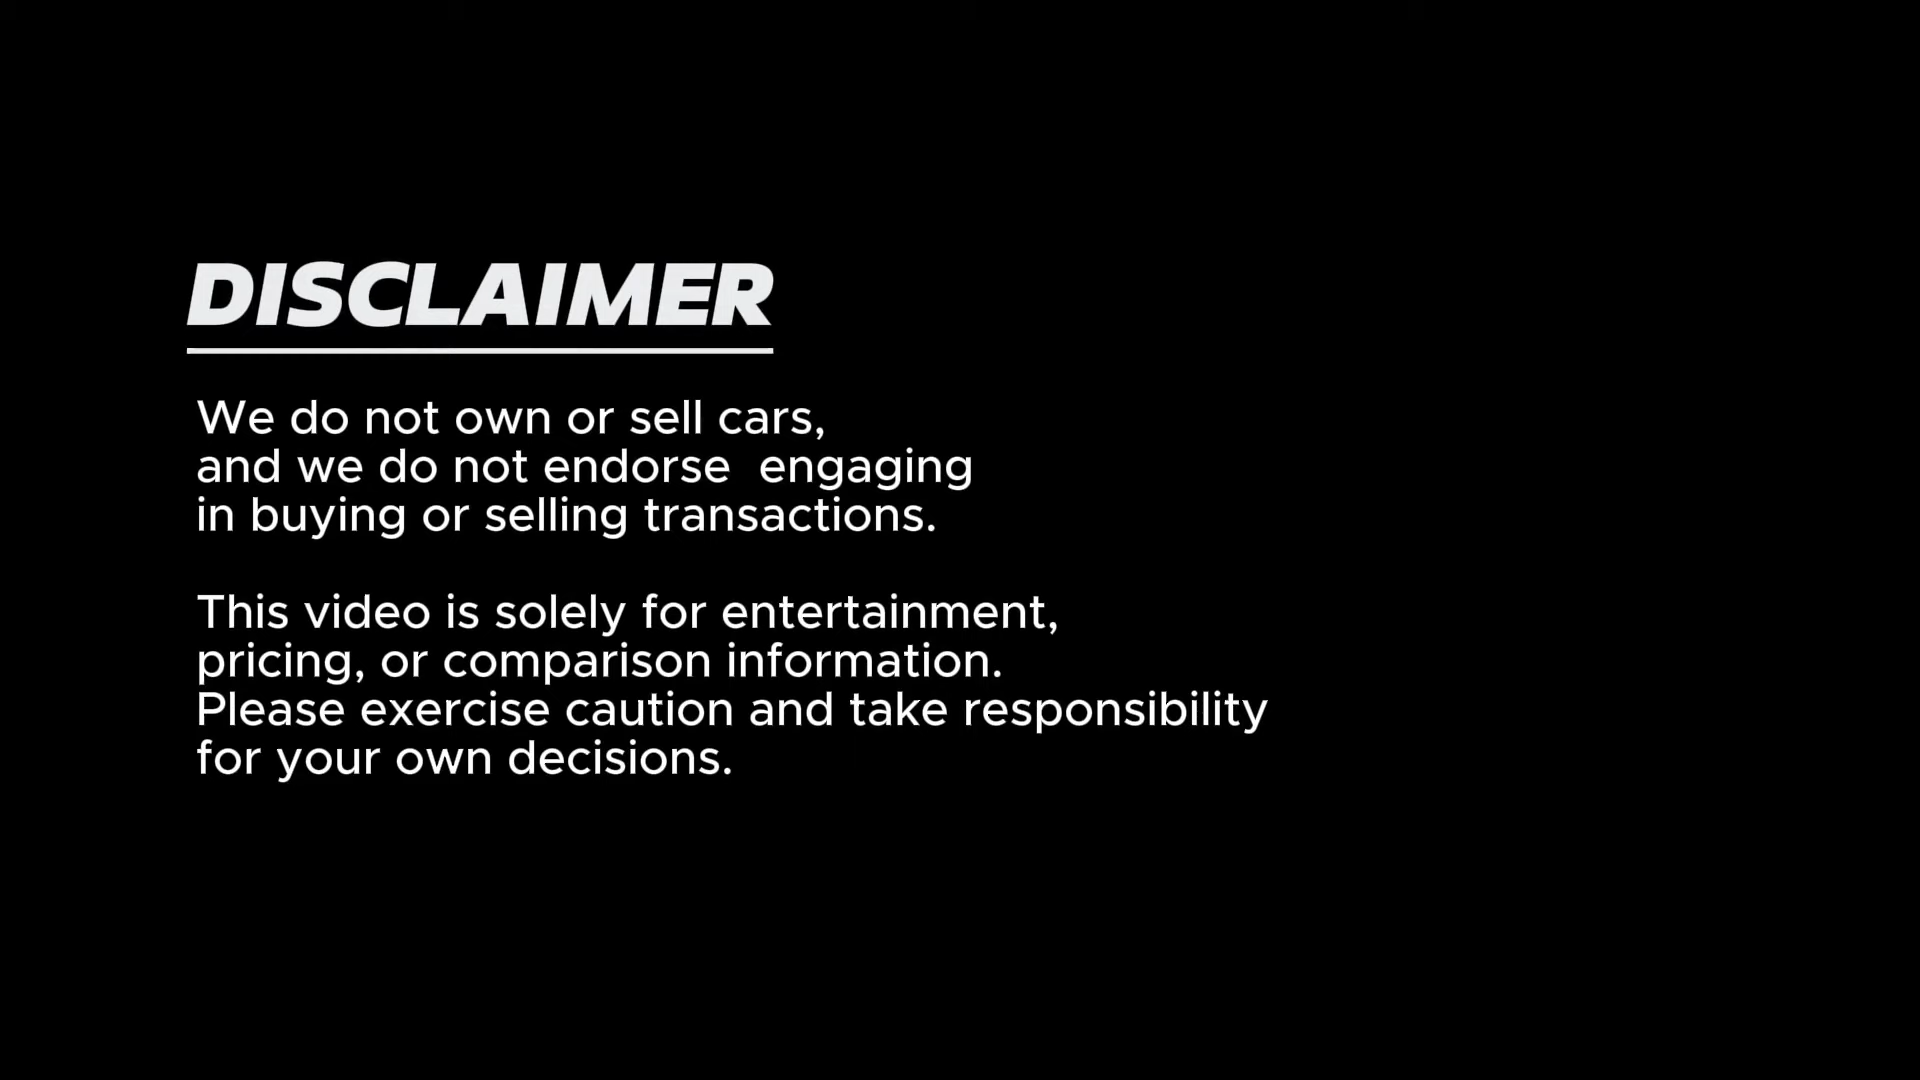 DISCLAIMER
We do not own or sell cars,
and we do not endorse  engaging
in buying or selling transactions.
This video is solely for entertainment,
pricing, or comparison information.
Please exercise caution and take responsibility
for your own decisions.